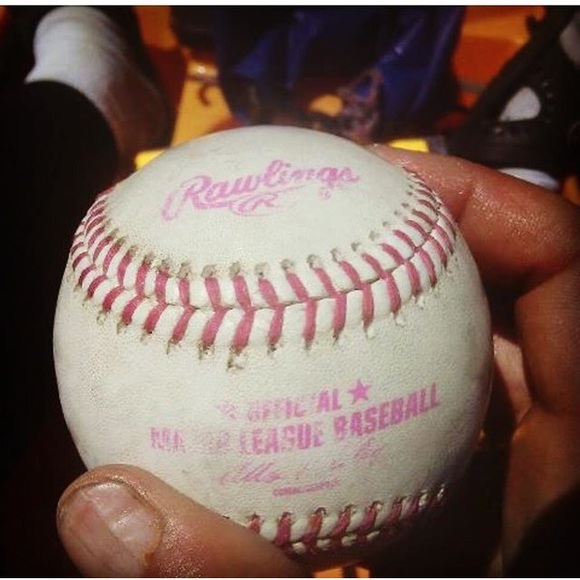 Rawlings
R
OFFICIAL
MAJOR LEAGUE BASEBALL